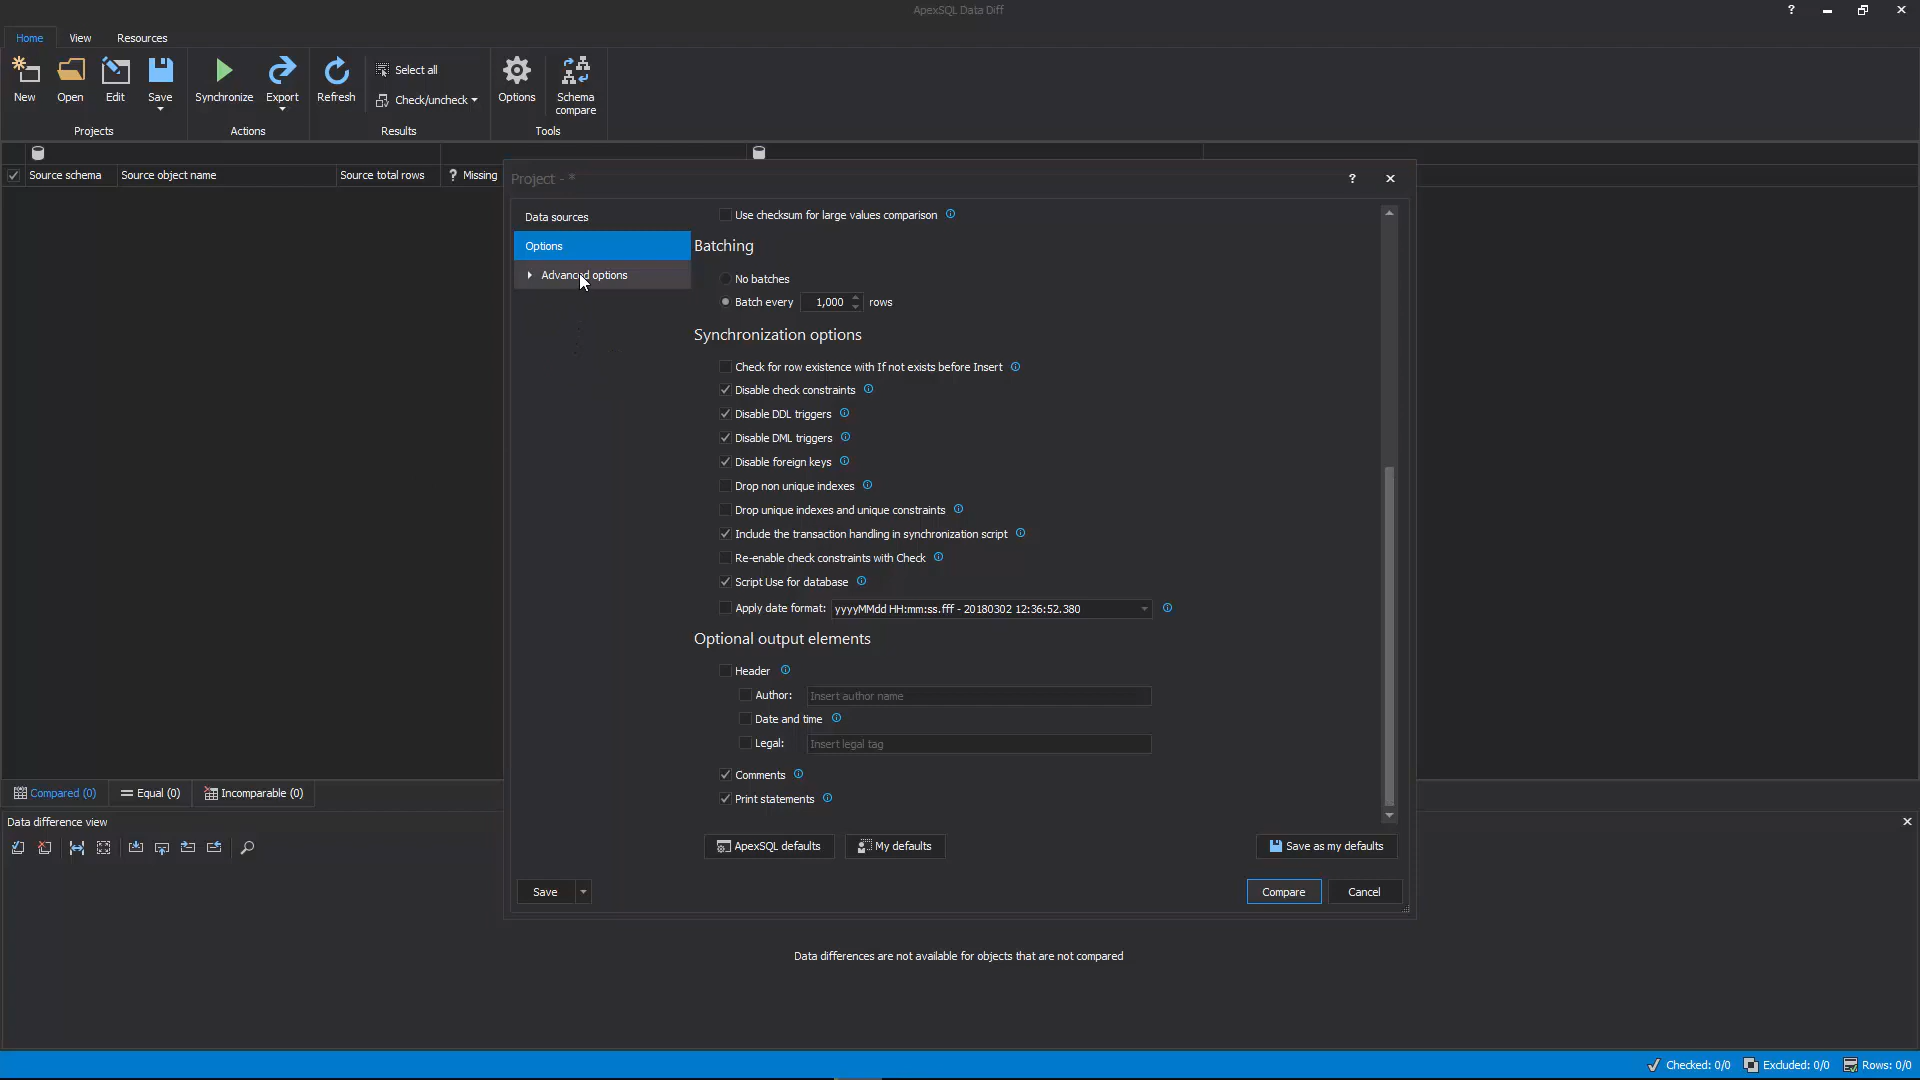 ApexSQL Data Diff
Home View Resources
New Open Edit Save Synchronize Export Refresh Select all Check/uncheck Options Schema compare
Projects Actions Results Tools
Source schema Source object name Source total rows ? Missing
Project - *
Data sources
Options
Advanced options
Use checksum for large values comparison
Batching
No batches
Batch every 1,000 rows
Synchronization options
Check for row existence with If not exists before Insert
Disable check constraints
Disable DDL triggers
Disable DML triggers
Disable foreign keys
Drop non unique indexes
Drop unique indexes and unique constraints
Include the transaction handling in synchronization script
Re-enable check constraints with Check
Script Use for database
Apply date format: yyyyMMdd HH:mm:ss.fff - 20180302 12:36:52.380
Optional output elements
Header
Author: Insert author name
Date and time
Legal: Insert legal tag
Comments
Print statements
ApexSQL defaults My defaults Save as my defaults
Save Compare Cancel
Compared (0) Equal (0) Incomparable (0)
Data difference view
Data differences are not available for objects that are not compared
Checked: 0/0 Excluded: 0/0 Rows: 0/0